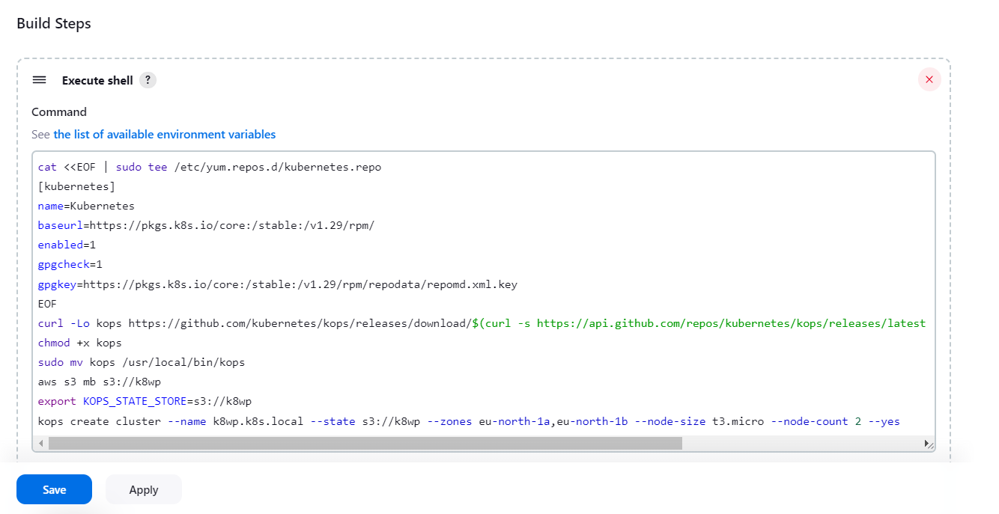 Build Steps
Execute shell ?
Command
See the list of available environment variables
cat <<EOF | sudo tee /etc/yum.repos.d/kubernetes.repo
[kubernetes]
name=Kubernetes
baseurl=https://pkgs.k8s.io/core:/stable:/v1.29/rpm/
enabled=1
gpgcheck=1
gpgkey=https://pkgs.k8s.io/core:/stable:/v1.29/rpm/repodata/repomd.xml.key
EOF
curl -Lo kops https://github.com/kubernetes/kops/releases/download/$(curl -s https://api.github.com/repos/kubernetes/kops/releases/latest
chmod +x kops
sudo mv kops /usr/local/bin/kops
aws s3 mb s3://k8wp
export KOPS_STATE_STORE=s3://k8wp
kops create cluster --name k8wp.k8s.local --state s3://k8wp --zones eu-north-1a,eu-north-1b --node-size t3.micro --node-count 2 --yes
Save
Apply